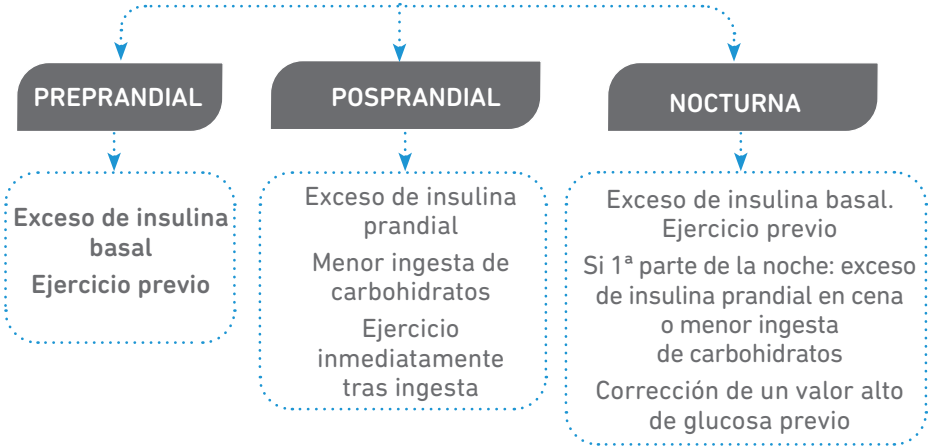 PREPRANDIAL
Exceso de insulina
basal
Ejercicio previo
POSPRANDIAL
Exceso de insulina
prandial
Menor ingesta de
carbohidratos
Ejercicio
inmediatamente
tras ingesta
NOCTURNA
Exceso de insulina basal.
Ejercicio previo
Si 1ª parte de la noche: exceso
de insulina prandial en cena
o menor ingesta
de carbohidratos
Corrección de un valor alto
de glucosa previo